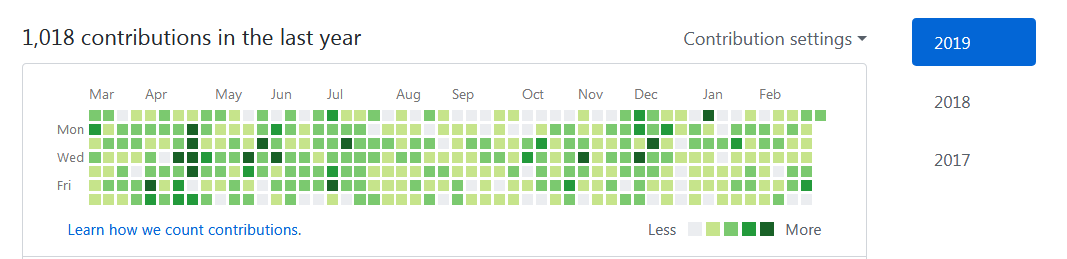 1,018 contributions in the last year
Contribution settings
2019
2018
2017
Mar Apr May Jun Jul Aug Sep Oct Nov Dec Jan Feb
Mon
Wed
Fri
Learn how we count contributions.
Less More